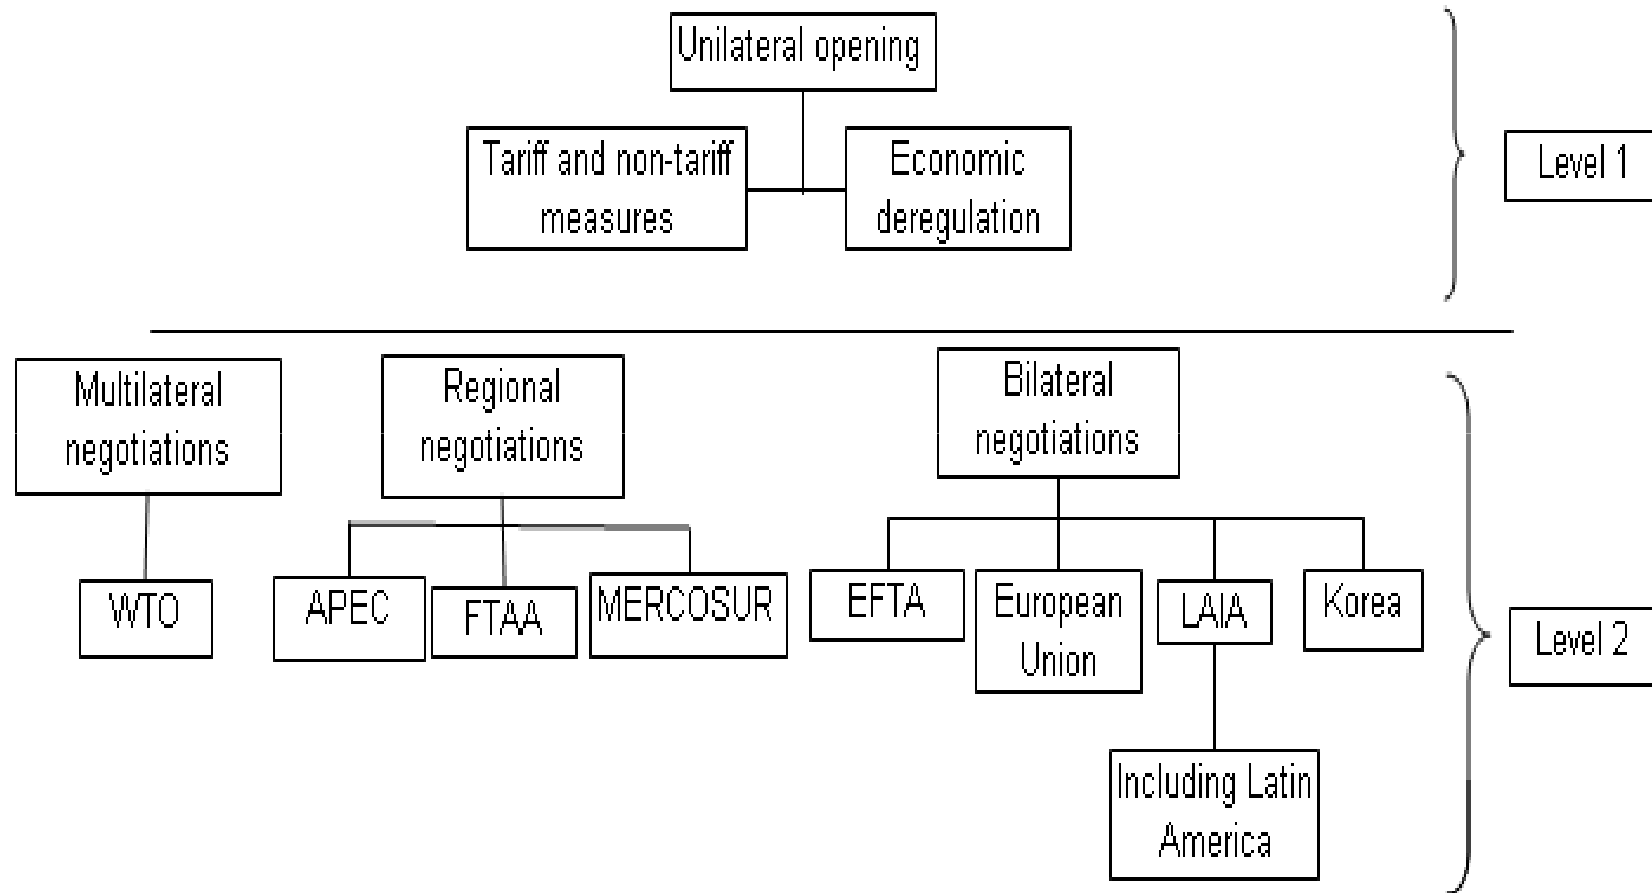 Unilateral opening
Tariff and non-tariff
measures
Economic
deregulation
Level 1
Multilateral
negotiations
Regional
negotiations
Bilateral
negotiations
WTO
APEC
FTAA
MERCOSUR
EFTA
European
Union
LAIA
Korea
Level 2
Including Latin
America